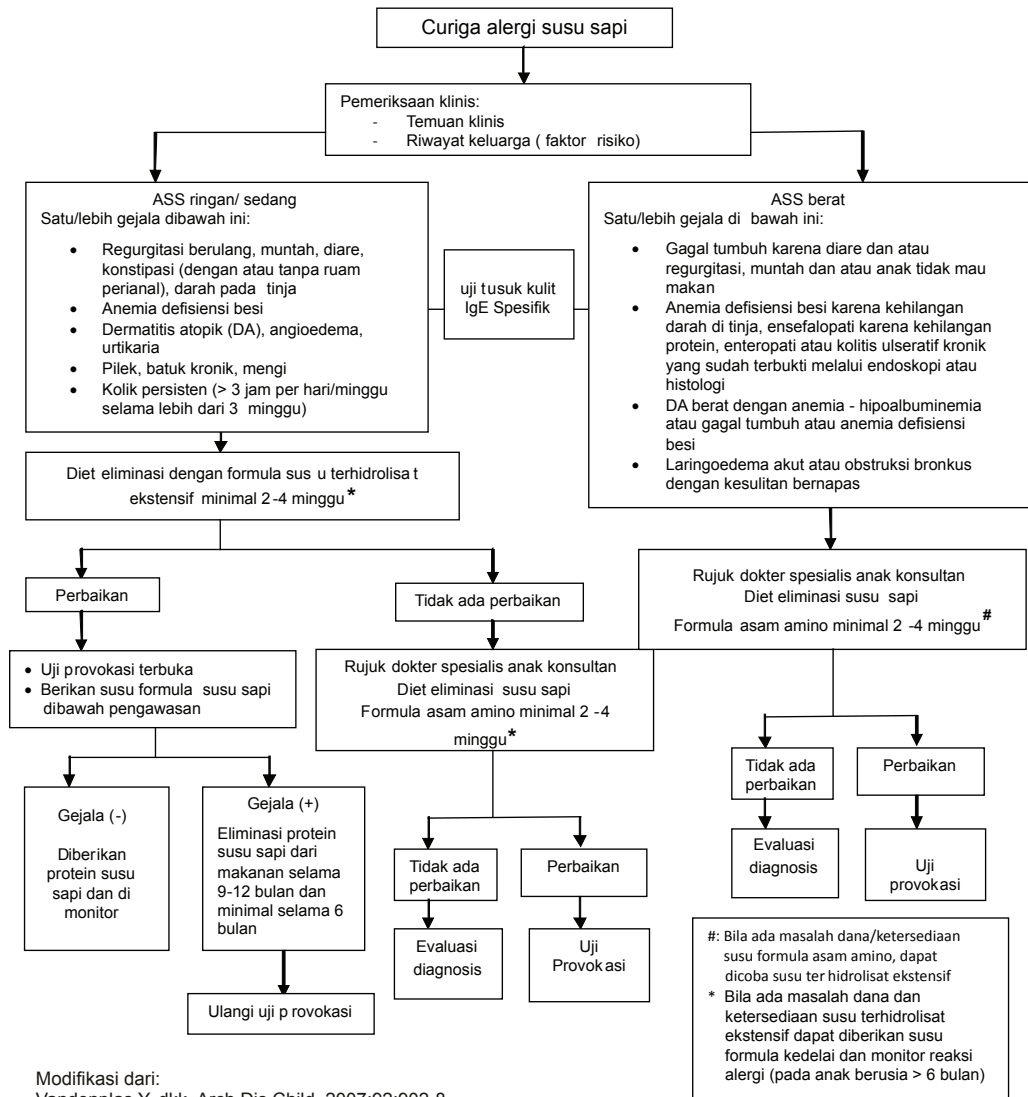 Curiga alergi susu sapi
Pemeriksaan klinis:
- Temuan klinis
- Riwayat keluarga ( faktor risiko)
ASS ringan/ sedang
Satu/lebih gejala dibawah ini:
• Regurgitasi berulang, muntah, diare,
konstipasi (dengan atau tanpa ruam
perianal), darah pada tinja
• Anemia defisiensi besi
• Dermatitis atopik (DA), angioedema,
urtikaria
• Pilek, batuk kronik, mengi
• Kolik persisten (> 3 jam per hari/minggu
selama lebih dari 3 minggu)
uji tusuk kulit
IgE Spesifik
ASS berat
Satu/lebih gejala di bawah ini:
• Gagal tumbuh karena diare dan atau
regurgitasi, muntah dan atau anak tidak mau
makan
• Anemia defisiensi besi karena kehilangan
darah di tinja, ensefalopati karena kehilangan
protein, enteropati atau kolitis ulseratif kronik
yang sudah terbukti melalui endoskopi atau
histologi
• DA berat dengan anemia - hipoalbuminemia
atau gagal tumbuh atau anemia defisiensi
besi
• Laringoedema akut atau obstruksi bronkus
dengan kesulitan bernapas
Diet eliminasi dengan formula sus u terhidrolisa t
ekstensif minimal 2 -4 minggu*
Perbaikan
Tidak ada perbaikan
Rujuk dokter spesialis anak konsultan
Diet eliminasi susu sapi
Formula asam amino minimal 2 -4 minggu#
• Uji provokasi terbuka
• Berikan susu formula susu sapi
dibawah pengawasan
Rujuk dokter spesialis anak konsultan
Diet eliminasi susu sapi
Formula asam amino minimal 2 -4
minggu*
Gejala (-)
Diberikan
protein susu
sapi dan di
monitor
Gejala (+)
Eliminasi protein
susu sapi dari
makanan selama
9-12 bulan dan
minimal selama 6
bulan
Ulangi uji p rovokasi
Tidak ada
perbaikan
Perbaikan
Evaluasi
diagnosis
Uji
Provokasi
Tidak ada
perbaikan
Perbaikan
Evaluasi
diagnosis
Uji
provokasi
#: Bila ada masalah dana/ketersediaan
susu formula asam amino, dapat
dicoba susu ter hidrolisat ekstensif
* Bila ada masalah dana dan
ketersediaan susu terhidrolisat
ekstensif dapat diberikan susu
formula kedelai dan monitor reaksi
alergi (pada anak berusia > 6 bulan)
Modifikasi dari:
Vandenplas Y, dkk. Arch Dis Child. 2007;92:902-8